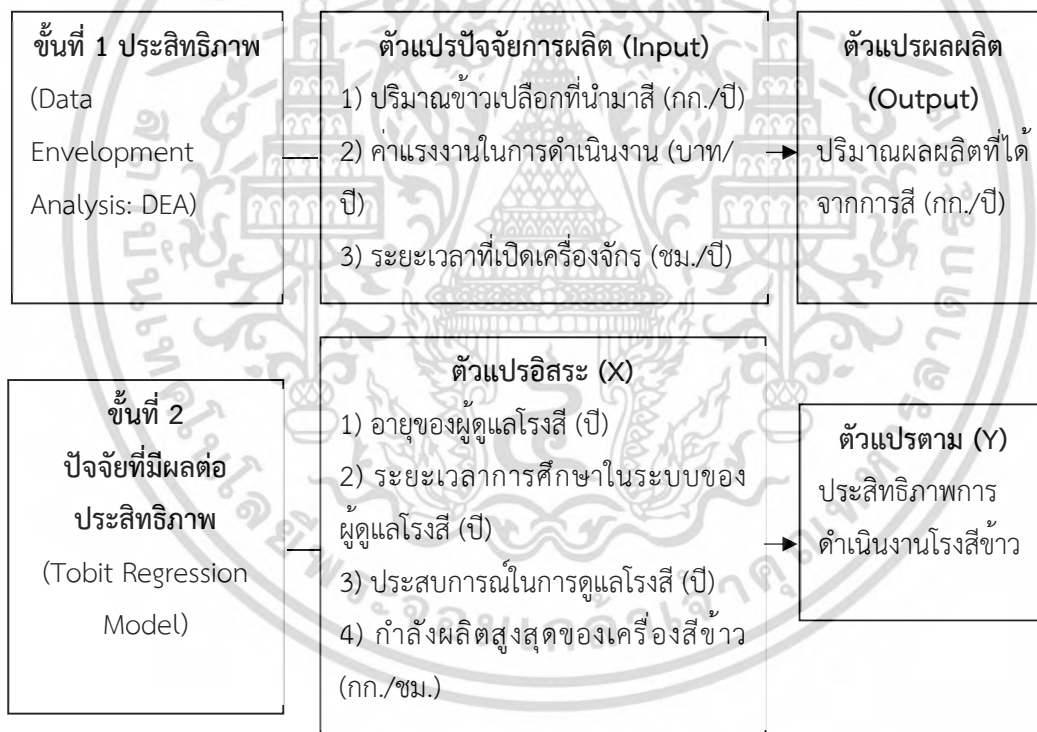 ขั้นที่ 1 ประสิทธิภาพ
(Data
Envelopment
Analysis: DEA)
ตัวแปรปัจจัยการผลิต (Input)
1) ปริมาณข้าวเปลือกที่นำมาสี (กก./ปี)
2) ค่าแรงงานในการดำเนินงาน (บาท/
ปี)
3) ระยะเวลาที่เปิดเครื่องจักร (ชม./ปี)
ตัวแปรผลผลิต
(Output)
ปริมาณผลผลิตที่ได้
จากการสี (กก./ปี)
ขั้นที่ 2
ปัจจัยที่มีผลต่อ
ประสิทธิภาพ
(Tobit Regression
Model)
ตัวแปรอิสระ (X)
1) อายุของผู้ดูแลโรงสี (ปี)
2) ระยะเวลาการศึกษาในระบบของ
ผู้ดูแลโรงสี (ปี)
3) ประสบการณ์ในการดูแลโรงสี (ปี)
4) กำลังผลิตสูงสุดของเครื่องสีข้าว
(กก./ชม.)
ตัวแปรตาม (Y)
ประสิทธิภาพการ
ดำเนินงานโรงสีข้าว